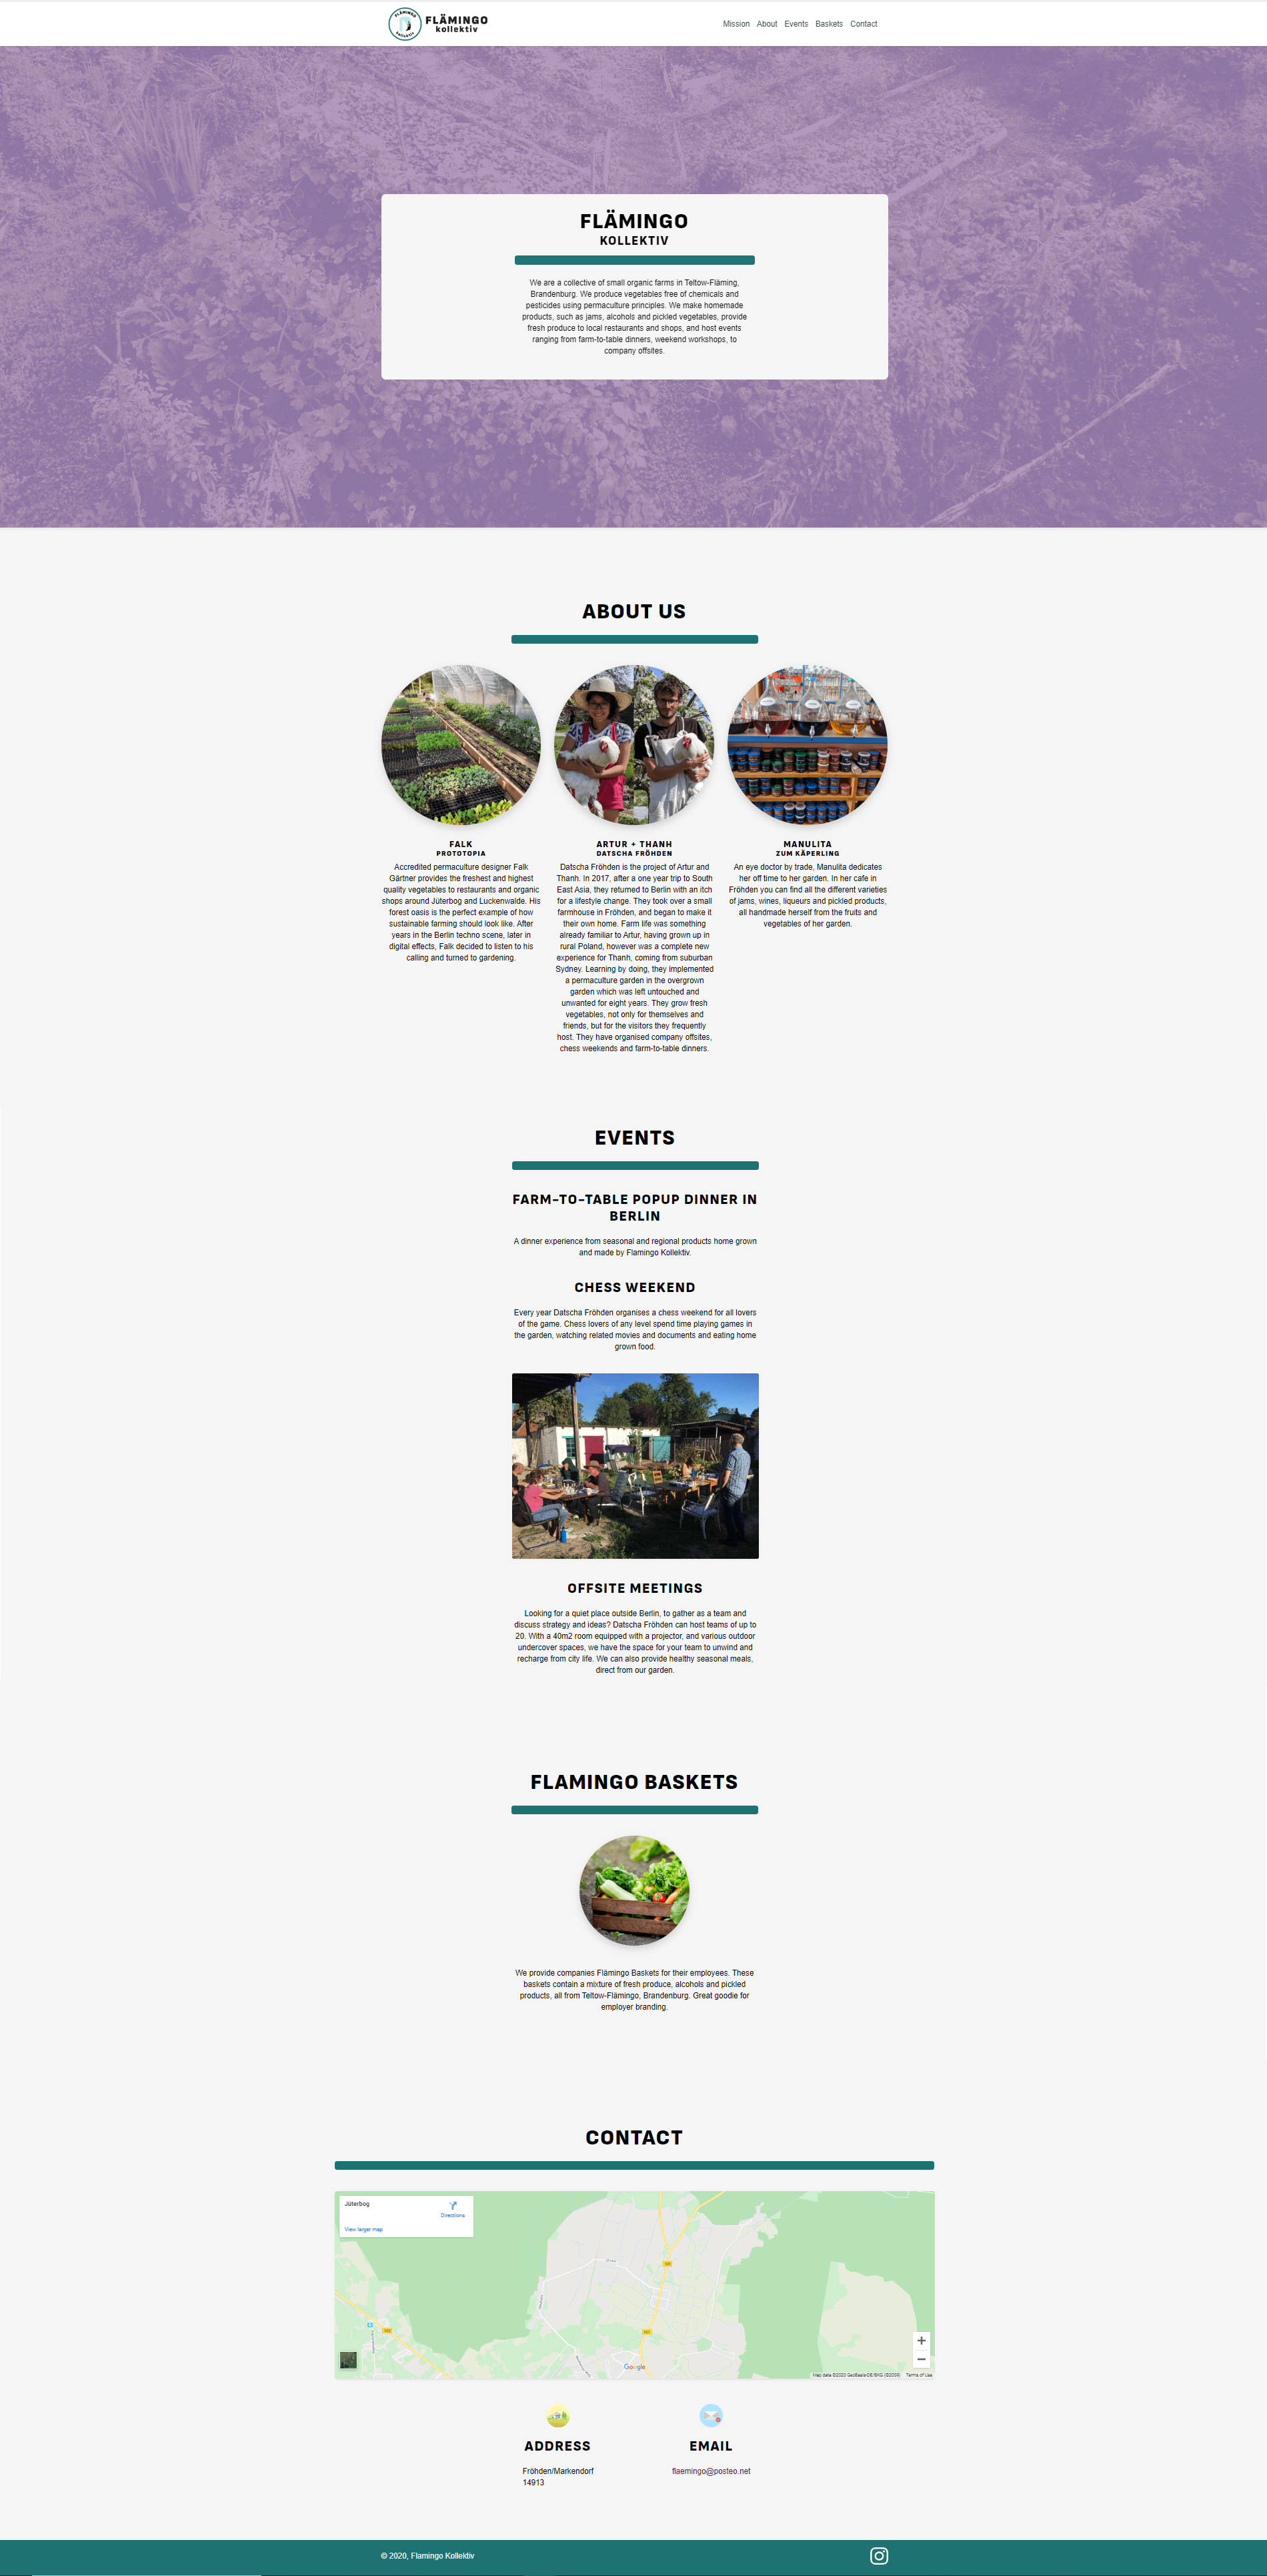 FLÄMINGO
kollektiv
FLÄMINGO
kollektiv
Mission About Events Baskets Contact
FLÄMINGO
KOLLEKTIV
We are a collective of small organic farms in Teltow-Fläming,
Brandenburg. We produce vegetables free of chemicals and
pesticides using permaculture principles. We make homemade
products, such as jams, alcohols and pickled vegetables, provide
fresh produce to local restaurants and shops, and host events
ranging from farm-to-table dinners, weekend workshops, to
company offsites.
ABOUT US
FALK
PROTOTOPIA
Accredited permaculture designer Falk
Gärtner provides the freshest and highest
quality vegetables to restaurants and organic
shops around Jüterbog and Luckenwalde. His
forest oasis is the perfect example of how
sustainable farming should look like. After
years in the Berlin techno scene, later in
digital effects, Falk decided to listen to his
calling and turned to gardening.
ARTUR + THANH
DATSCHA FRÖHDEN
Datscha Fröhden is the project of Artur and
Thanh. In 2017, after a one year trip to South
East Asia, they returned to Berlin with an itch
for a lifestyle change. They took over a small
farmhouse in Fröhden, and began to make it
their own home. Farm life was something
already familiar to Artur, having grown up in
rural Poland, however was a complete new
experience for Thanh, coming from suburban
Sydney. Learning by doing, they implemented
a permaculture garden in the overgrown
garden which was left untouched and
unwanted for eight years. They grow fresh
vegetables, not only for themselves and
friends, but for the visitors they frequently
host. They have organised company offsites,
chess weekends and farm-to-table dinners.
MANULITA
ZUM KÄPERLING
An eye doctor by trade, Manulita dedicates
her off time to her garden. In her cafe in
Fröhden you can find all the different varieties
of jams, wines, liqueurs and pickled products,
all handmade herself from the fruits and
vegetables of her garden.
EVENTS
FARM-TO-TABLE POPUP DINNER IN
BERLIN
A dinner experience from seasonal and regional products home grown
and made by Flamingo Kollektiv.
CHESS WEEKEND
Every year Datscha Fröhden organises a chess weekend for all lovers
of the game. Chess lovers of any level spend time playing games in
the garden, watching related movies and documents and eating home
grown food.
OFFSITE MEETINGS
Looking for a quiet place outside Berlin, to gather as a team and
discuss strategy and ideas? Datscha Fröhden can host teams of up to
20. With a 40m2 room equipped with a projector, and various outdoor
undercover spaces, we have the space for your team to unwind and
recharge from city life. We can also provide healthy seasonal meals,
direct from our garden.
FLAMINGO BASKETS
We provide companies Flämingo Baskets for their employees. These
baskets contain a mixture of fresh produce, alcohols and pickled
products, all from Teltow-Flämingo, Brandenburg. Great goodie for
employer branding.
CONTACT
Jüterbog
Directions
View larger map
Google
Map data ©2020 GeoBasis-DE/BKG (©2009) Terms of Use
ADDRESS
Fröhden/Markendorf
14913
EMAIL
flaemingo@posteo.net
© 2020, Flamingo Kollektiv